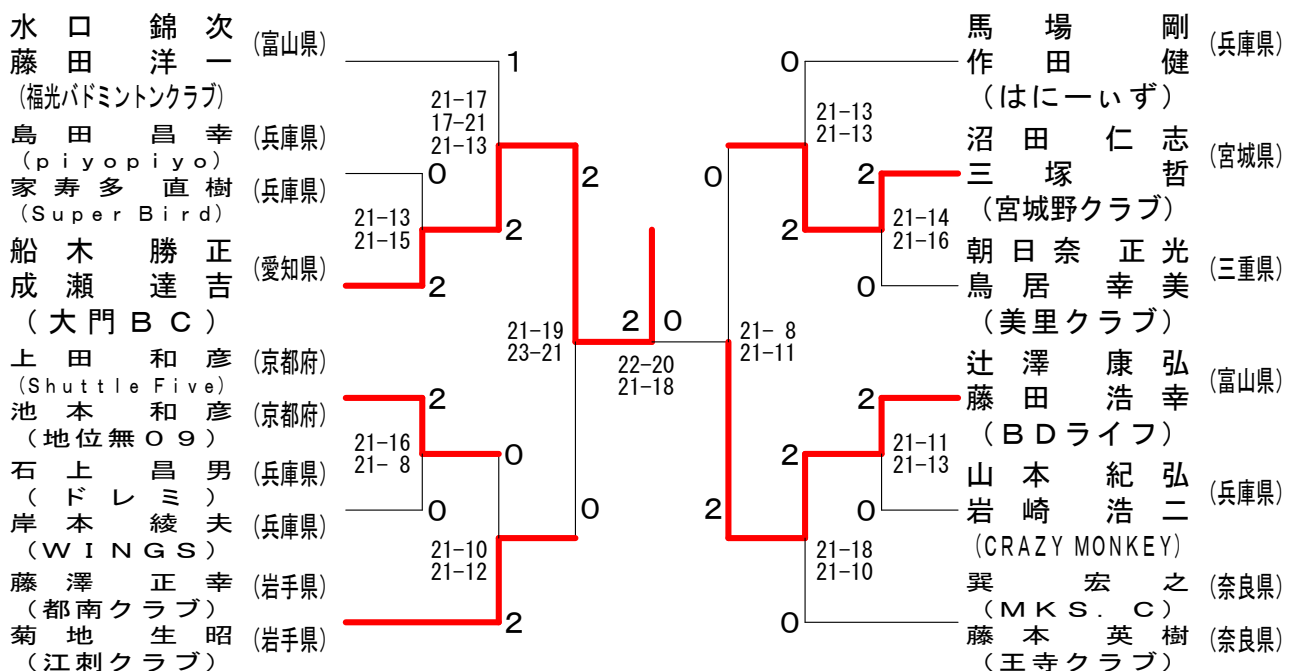 水口錦次
藤田洋一
(富山県)
(福光バドミントンクラブ)
島田昌幸
(兵庫県)
(piyopiyo)
家寿多直樹
(兵庫県)
(Super Bird)
船木勝正
成瀬達吉
(愛知県)
(大門BC)
上田和彦
(京都府)
(Shuttle Five)
池本和彦
(京都府)
(地位無09)
石上昌男
(兵庫県)
(ドレミ)
岸本綾夫
(兵庫県)
(WINGS)
藤澤正幸
(岩手県)
(都南クラブ)
菊地生昭
(岩手県)
(江刺クラブ)
1
21-17
17-21
21-13
0
21-13
21-15
2
2
2
21-19
23-21
2
21-16
21- 8
0
0
0
21-10
21-12
2
2 0
22-20
21-18
0
21-13
21-13
0
2
2
21-14
21-16
0
21- 8
21-11
2
2
21-11
21-13
2
0
21-18
21-10
0
馬場剛
作田健
(兵庫県)
(はにーぃず)
沼田仁志
三塚哲
(宮城県)
(宮城野クラブ)
朝日奈正光
鳥居幸美
(三重県)
(美里クラブ)
辻澤康弘
藤田浩幸
(富山県)
(BDライフ)
山本紀弘
岩崎浩二
(兵庫県)
(CRAZY MONKEY)
巽宏之
(奈良県)
(MKS. C)
藤本英樹
(奈良県)
(王寺クラブ)